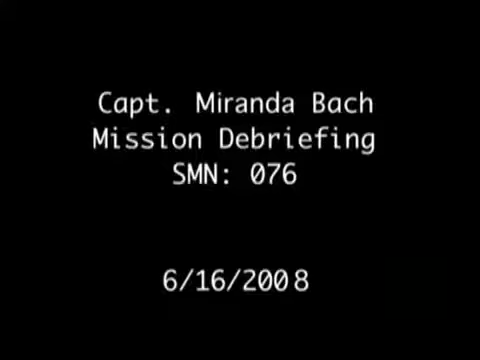 Capt. Miranda Bach
Mission Debriefing
SMN: 076
6/16/2008